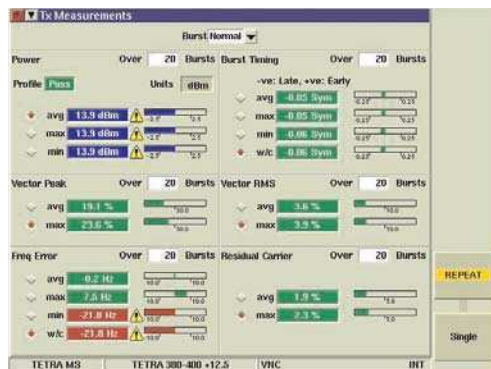 Tx Measurements
Burst Normal
Power Over 20 Bursts
Profile Pass Units dBm
avg 13.9 dBm
max 13.9 dBm
min 13.9 dBm
Burst Timing Over 20 Bursts
-ve: Late, +ve: Early
avg -0.05 Sym
max -0.05 Sym
min -0.06 Sym
w/c -0.06 Sym
Vector Peak Over 20 Bursts
avg 19.1 %
max 23.6 %
Vector RMS Over 20 Bursts
avg 3.6 %
max 3.9 %
Freq Error Over 20 Bursts
avg -0.2 Hz
max 7.5 Hz
min -21.8 Hz
w/c -21.8 Hz
Residual Carrier Over 20 Bursts
avg 1.9 %
max 2.3 %
REPEAT
Single
TETRA MS TETRA 380-400 +12.5 VNC INT